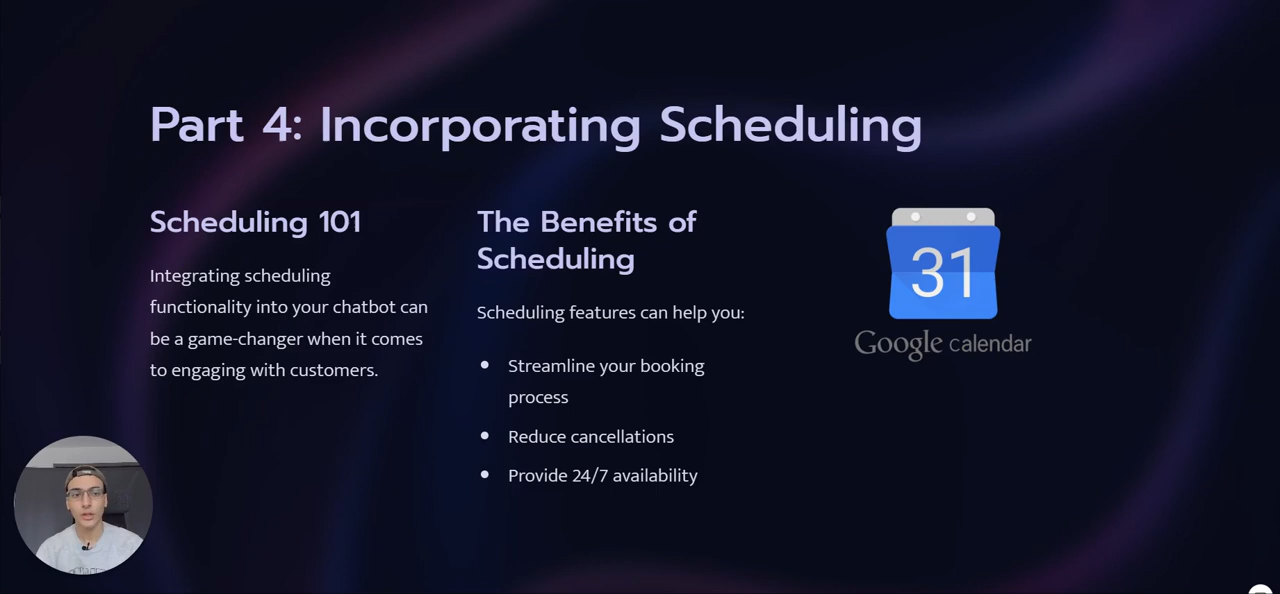 Part 4: Incorporating Scheduling
Scheduling 101
Integrating scheduling
functionality into your chatbot can
be a game-changer when it comes
to engaging with customers.
The Benefits of
Scheduling
Scheduling features can help you:
Streamline your booking
process
Reduce cancellations
Provide 24/7 availability
31
Google calendar